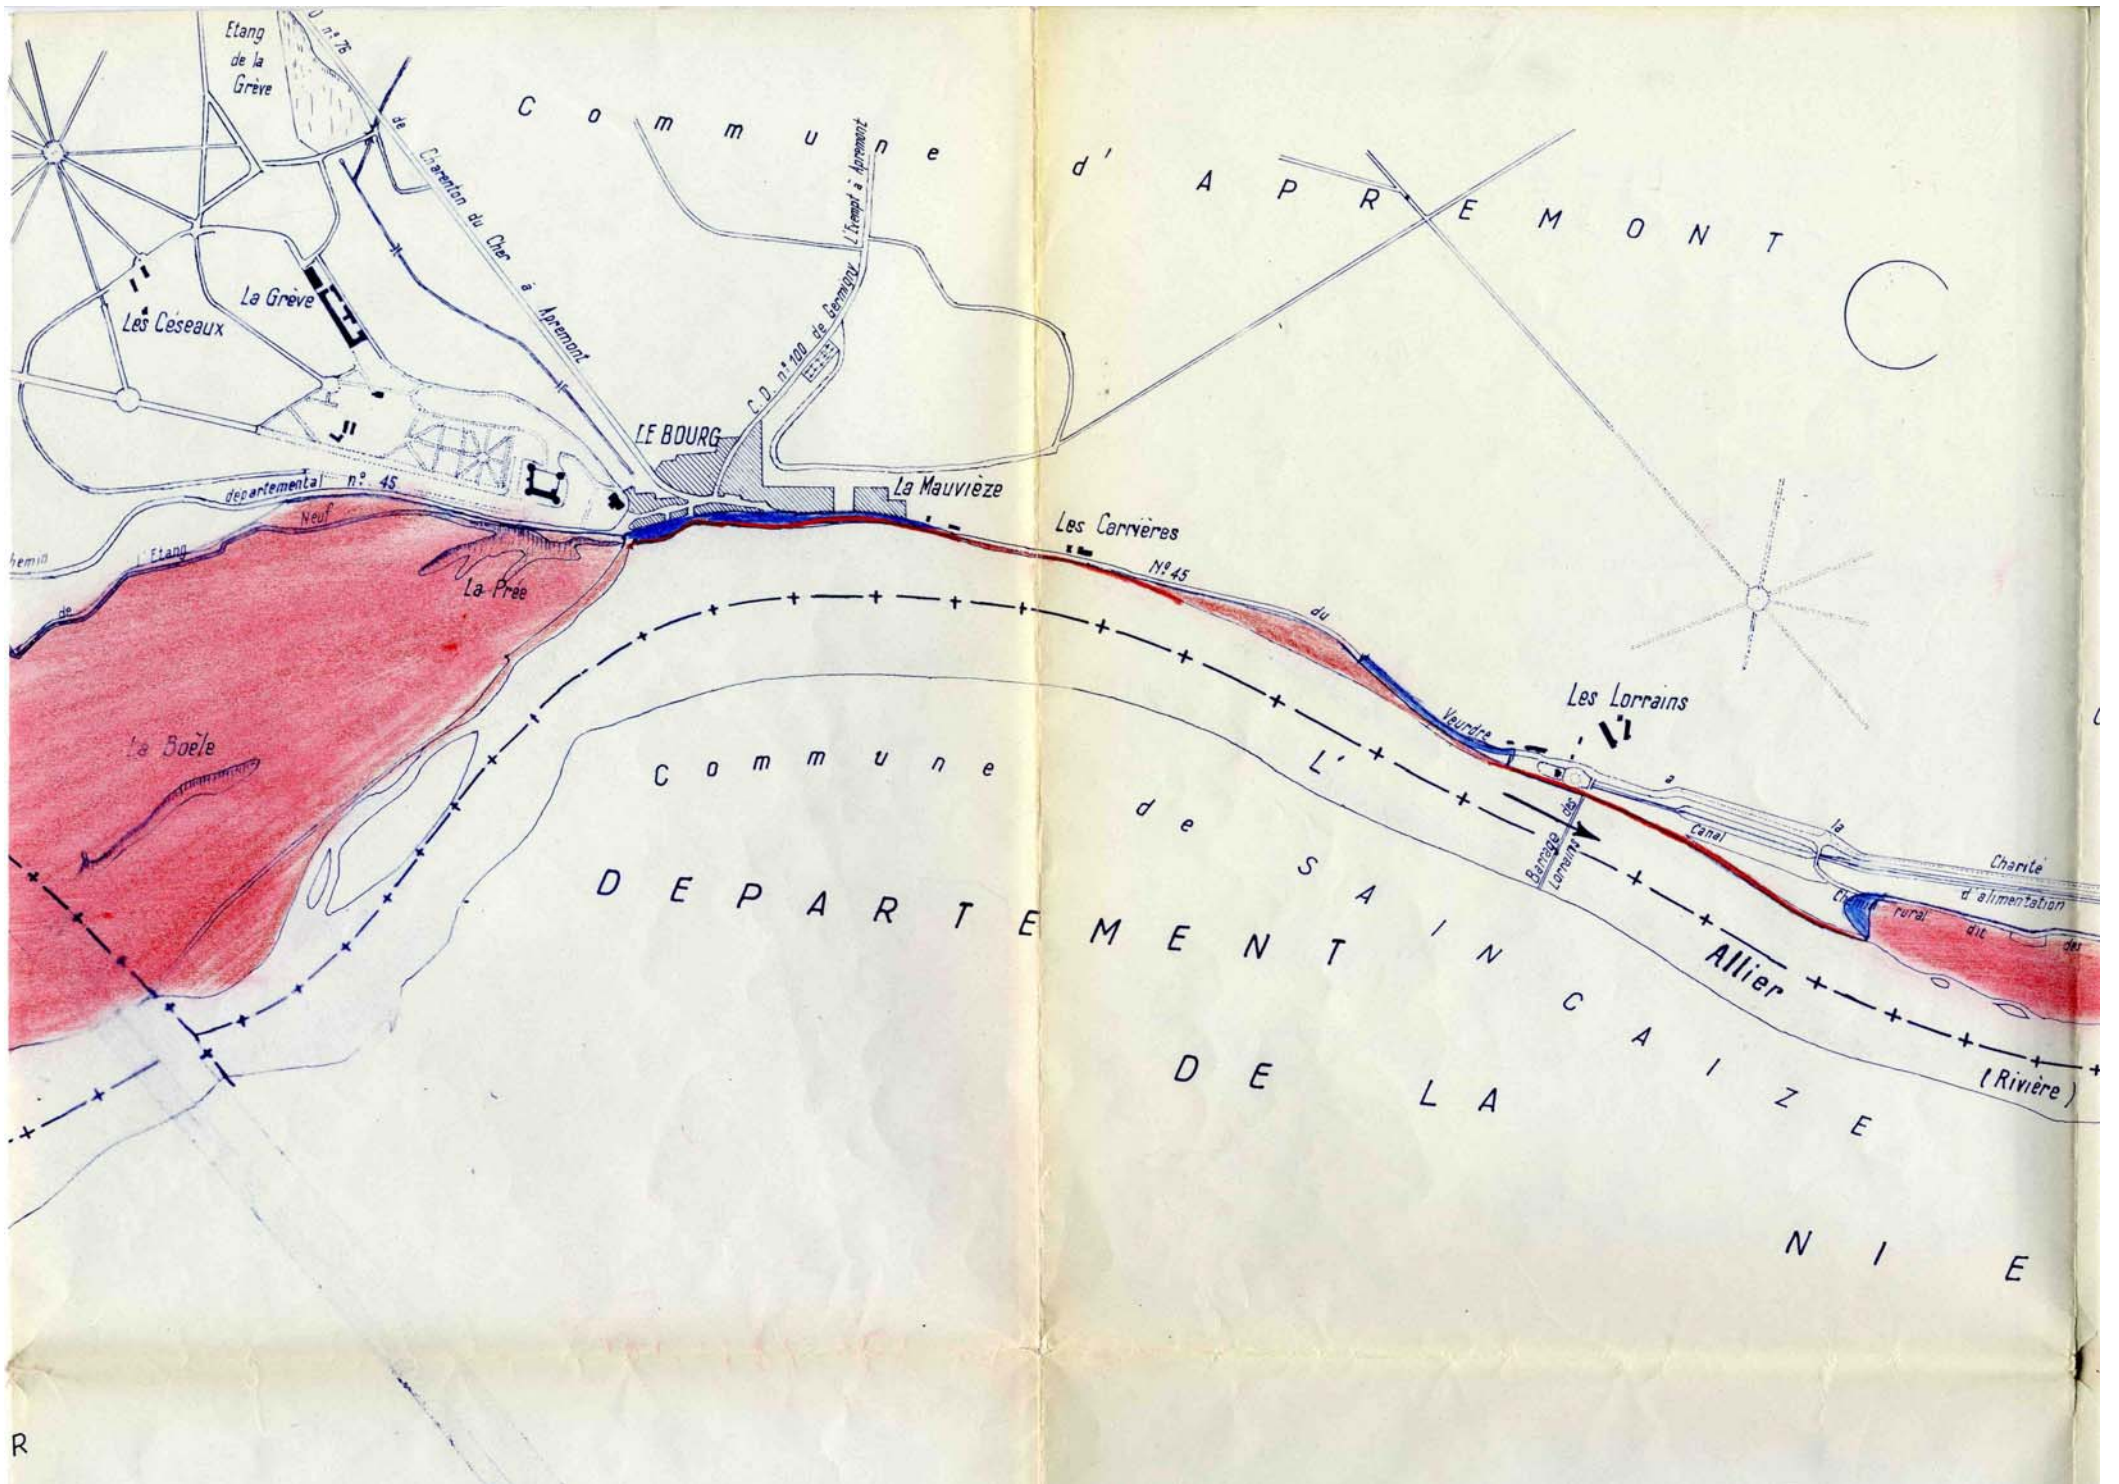 Etang
de la
Grève
D n° 76
de Charenton du Cher à Apremont
Commune d' APREMONT
L'Evempt à Apremont
C. D. n° 100 de Germigny
La Grève
Les Céseaux
LE BOURG
La Mauvièze
Les Carrières
departemental n° 45
Neuf
hemin
l'Etang
de
La Prée
N° 45
du
Les Lorrains
Veurdre
La Boële
L'
a
la
Charité
Canal
d'alimentation
rural dit des
Barrage des
Lorrains
Commune de SAINCAIZE
DEPARTEMENT
Allier
(Rivière)
DE LA
NIE
R